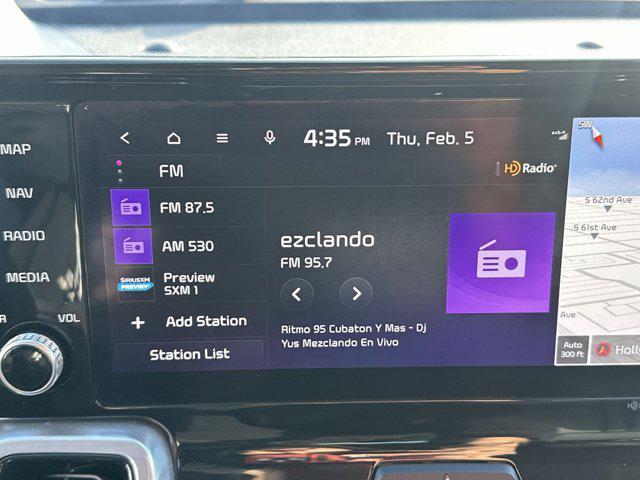 4:35 PM Thu, Feb. 5
SW
MAP
NAV
RADIO
MEDIA
VOL
FM
HD Radio
FM 87.5
AM 530
SIRIUSXM PREVIEW
Preview
SXM 1
+ Add Station
Station List
ezclando
FM 95.7
Ritmo 95 Cubaton Y Mas - Dj
Yus Mezclando En Vivo
S 62nd Ave
S 61st Ave
Ave
Auto
300 ft
Holl